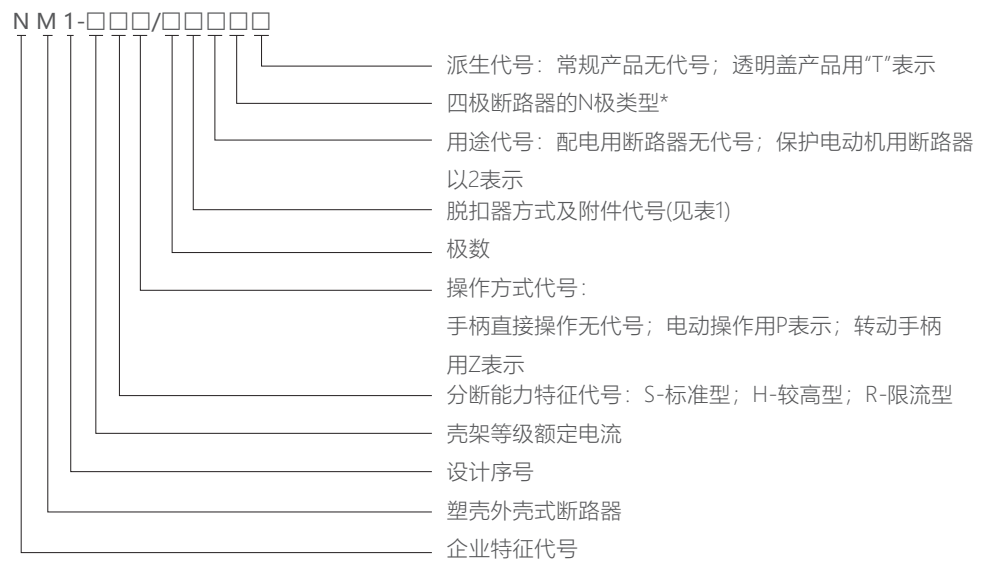 NM1-□□□/□□□□□
派生代号：常规产品无代号；透明盖产品用“T”表示
四极断路器的N极类型*
用途代号：配电用断路器无代号；保护电动机用断路器
以2表示
脱扣器方式及附件代号(见表1)
极数
操作方式代号：
手柄直接操作无代号；电动操作用P表示；转动手柄
用Z表示
分断能力特征代号：S-标准型；H-较高型；R-限流型
壳架等级额定电流
设计序号
塑壳外壳式断路器
企业特征代号